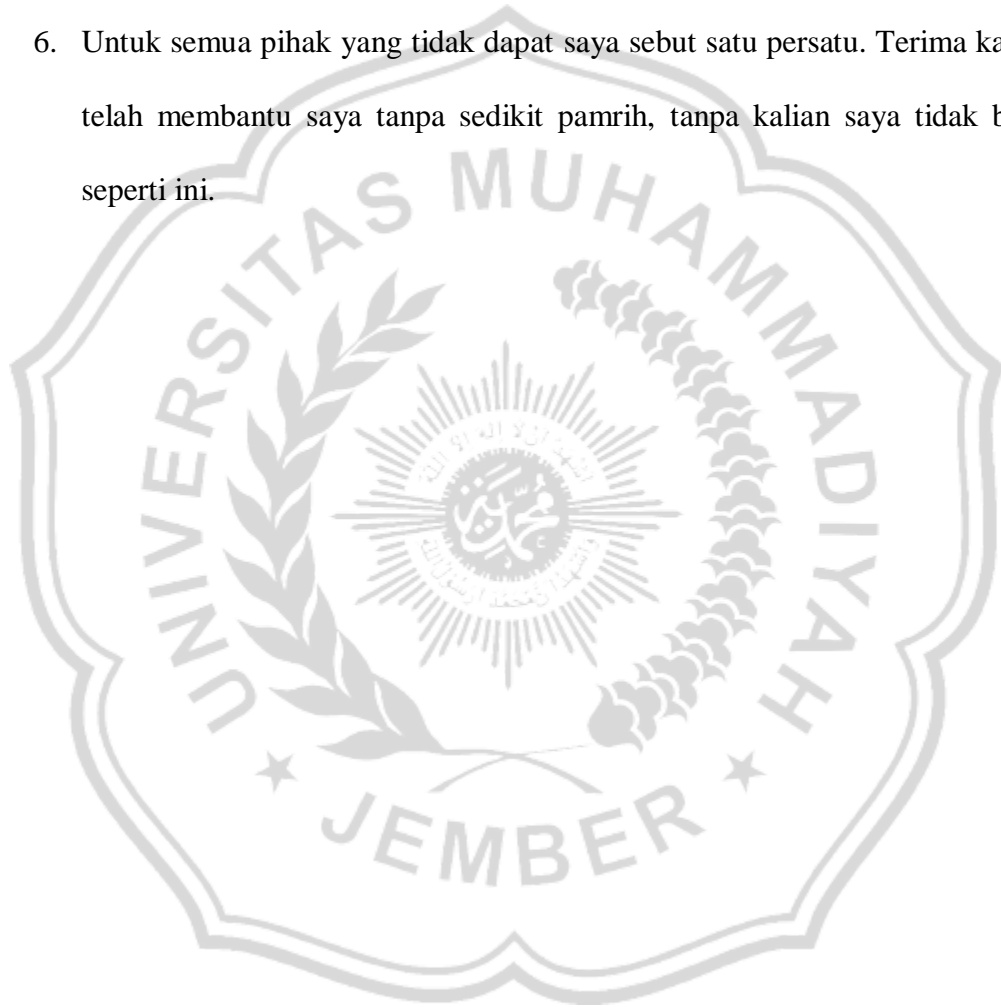 6. Untuk semua pihak yang tidak dapat saya sebut satu persatu. Terima
telah membantu saya tanpa sedikit pamrih, tanpa kalian saya tidak
seperti ini.
UNIVERSITAS MUHAMMADIYAH
JEMBER